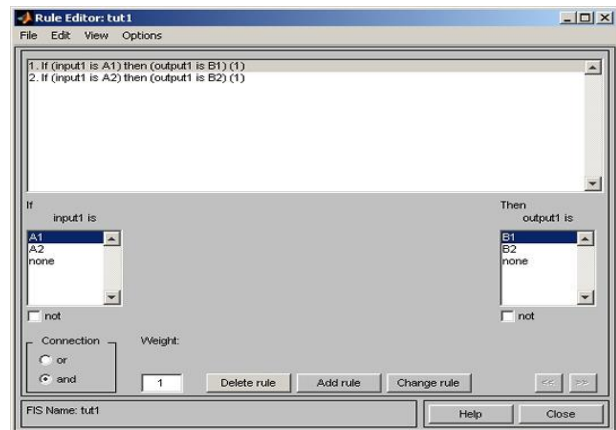 Rule Editor: tut1
File Edit View Options
1. If (input1 is A1) then (output1 is B1) (1)
2. If (input1 is A2) then (output1 is B2) (1)
If
input1 is
Then
output1 is
A1
A2
none
B1
B2
none
not
not
Connection
or
and
Weight:
1
Delete rule Add rule Change rule << >>
FIS Name: tut1
Help Close